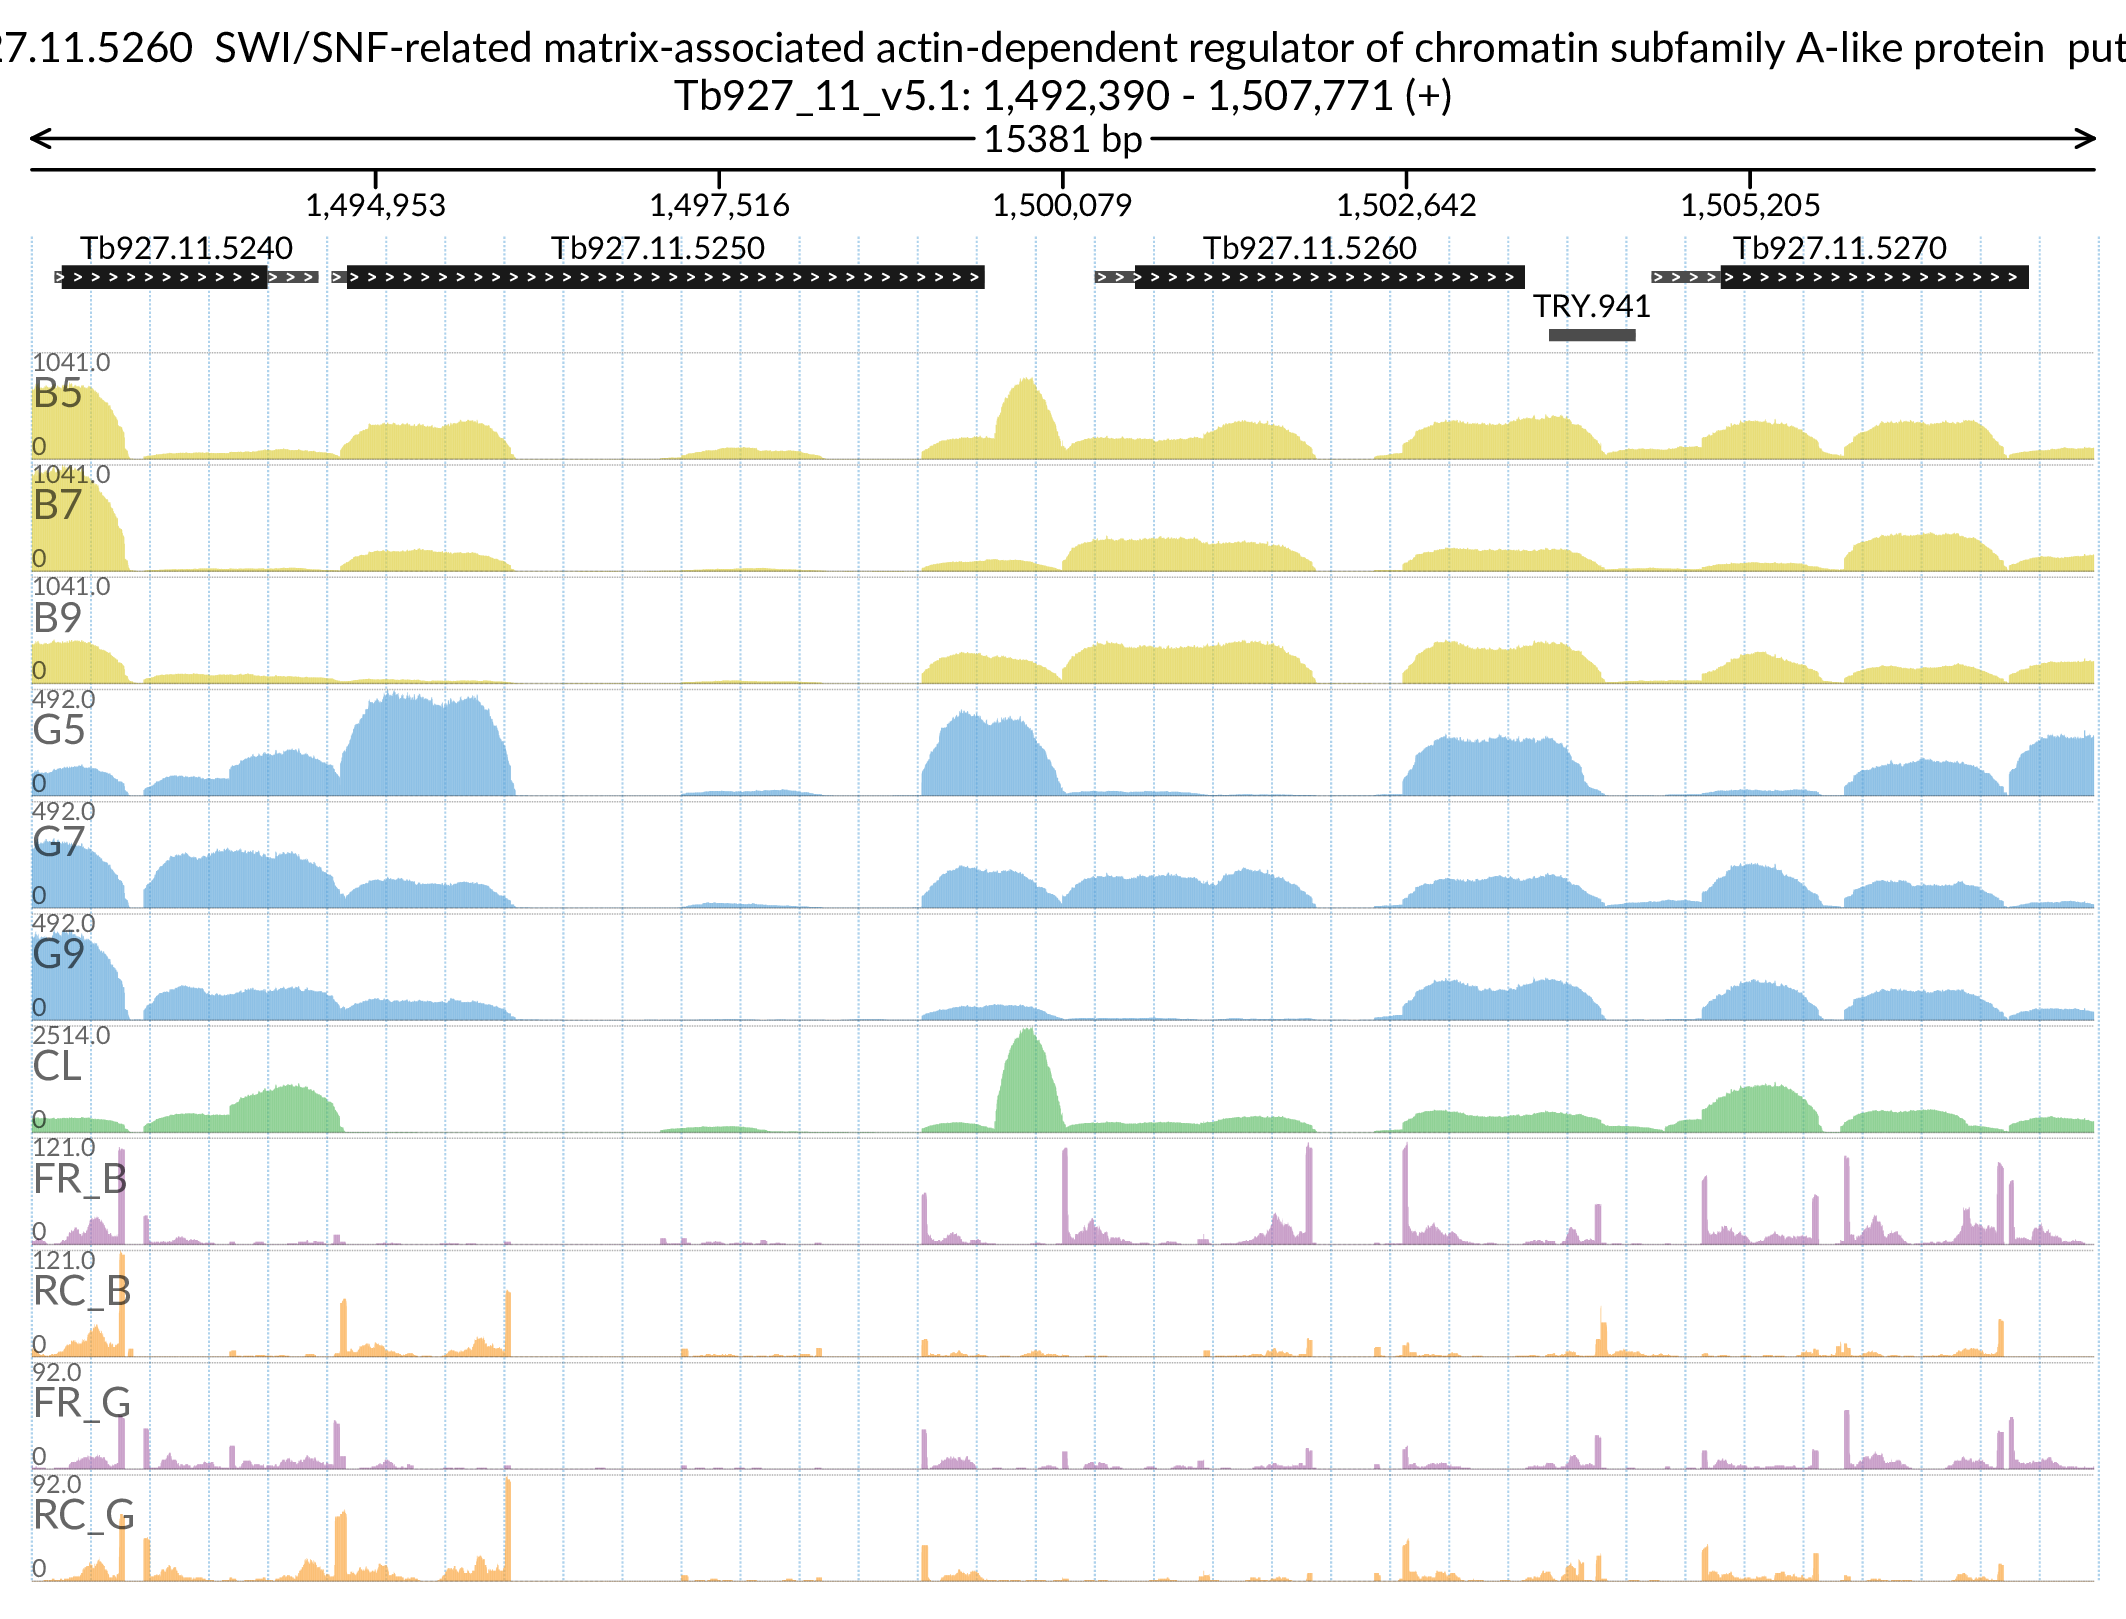 27.11.5260 SWI/SNF-related matrix-associated actin-dependent regulator of chromatin subfamily A-like protein put
Tb927_11_v5.1: 1,492,390 - 1,507,771 (+)
15381 bp
1,494,953 1,497,516 1,500,079 1,502,642 1,505,205
Tb927.11.5240 Tb927.11.5250 Tb927.11.5260 Tb927.11.5270
TRY.941
1041.0
B5
0
1041.0
B7
0
1041.0
B9
0
492.0
G5
0
492.0
G7
0
492.0
G9
0
2514.0
CL
0
121.0
FR_B
0
121.0
RC_B
0
92.0
FR_G
0
92.0
RC_G
0